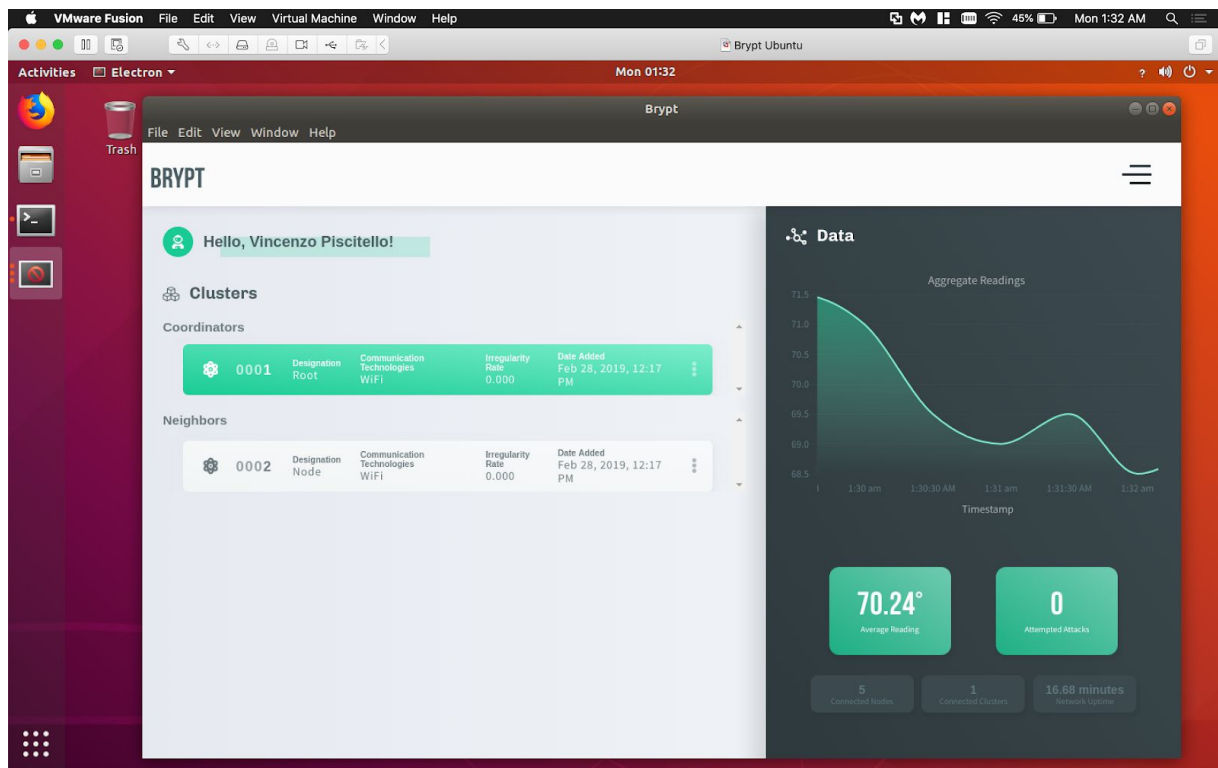 VMware Fusion File Edit View Virtual Machine Window Help 45% Mon 1:32 AM
Brypt Ubuntu
Activities Electron Mon 01:32 ?
Trash
Brypt
File Edit View Window Help
BRYPT
Hello, Vincenzo Piscitello!
Clusters
Coordinators
0001
Designation
Root
Communication
Technologies
WiFi
Irregularity
Rate
0.000
Date Added
Feb 28, 2019, 12:17
PM
Neighbors
0002
Designation
Node
Communication
Technologies
WiFi
Irregularity
Rate
0.000
Date Added
Feb 28, 2019, 12:17
PM
Data
Aggregate Readings
71.5
71.0
70.5
70.0
69.5
69.0
68.5
1:30 am 1:30:30 AM 1:31 am 1:31:30 AM 1:32 am
Timestamp
70.24°
Average Reading
0
Attempted Attacks
5
Connected Nodes
1
Connected Clusters
16.68 minutes
Network Uptime